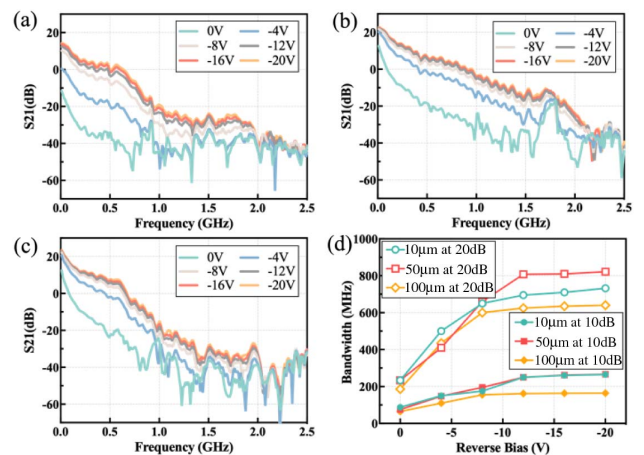 (a)
0V -4V
-8V -12V
-16V -20V
20
0
-20
-40
-60
S21(dB)
0.0 0.5 1.0 1.5 2.0 2.5
Frequency (GHz)
(b)
0V -4V
-8V -12V
-16V -20V
20
0
-20
-40
-60
S21(dB)
0.0 0.5 1.0 1.5 2.0 2.5
Frequency (GHz)
(c)
0V -4V
-8V -12V
-16V -20V
20
0
-20
-40
-60
S21(dB)
0.0 0.5 1.0 1.5 2.0 2.5
Frequency (GHz)
(d)
10μm at 20dB
50μm at 20dB
100μm at 20dB
10μm at 10dB
50μm at 10dB
100μm at 10dB
1000
800
600
400
200
0
Bandwidth (MHz)
0 -5 -10 -15 -20
Reverse Bias (V)